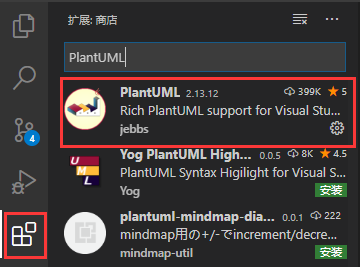 扩展: 商店
PlantUML
PlantUML 2.13.12 399K 5
Rich PlantUML support for Visual Stu...
jebbs
4
U M L
Yog PlantUML High... 0.0.5 8K 4.5
PlantUML Syntax Higilight for Visual S...
Yog 安装
plantuml-mindmap-dia... 0.0.1 222
mindmap用の+/-でincrement/decre...
mindmap-util 安装